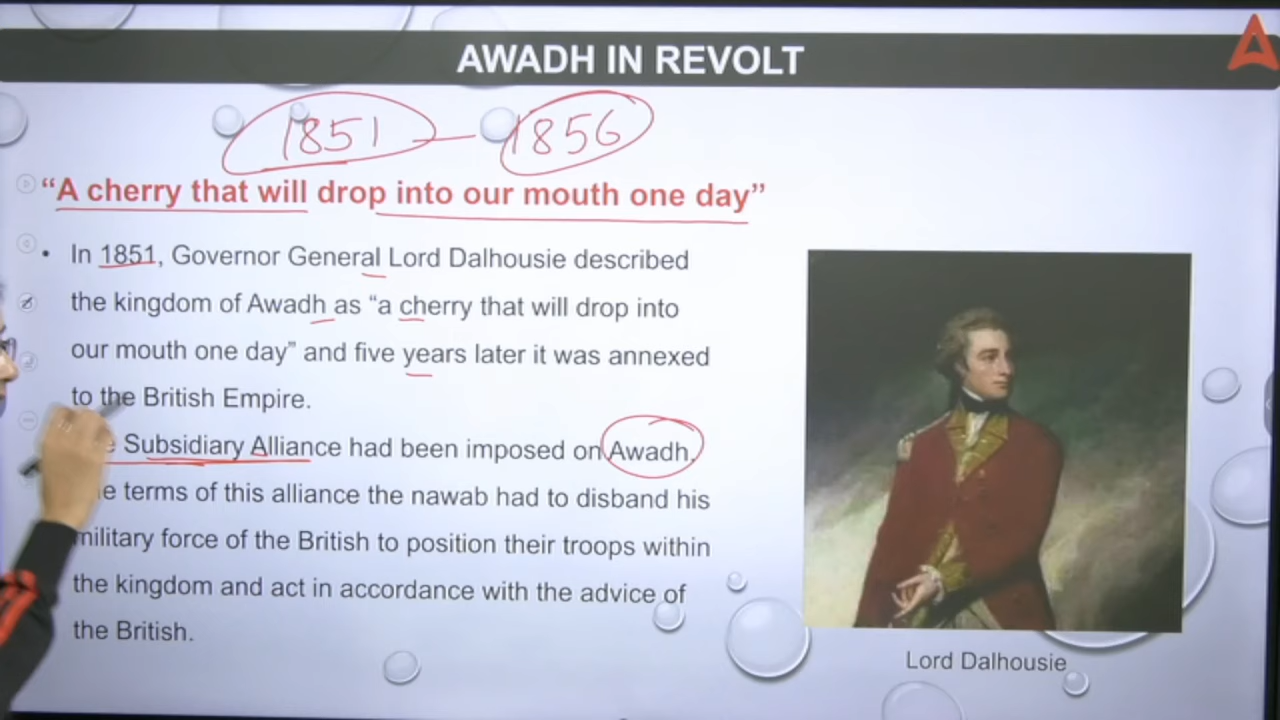 AWADH IN REVOLT
1851 — 1856
“A cherry that will drop into our mouth one day”
• In 1851, Governor General Lord Dalhousie described
the kingdom of Awadh as “a cherry that will drop into
our mouth one day” and five years later it was annexed
to the British Empire.
Subsidiary Alliance had been imposed on Awadh.
terms of this alliance the nawab had to disband his
military force of the British to position their troops within
the kingdom and act in accordance with the advice of
the British.
Lord Dalhousie